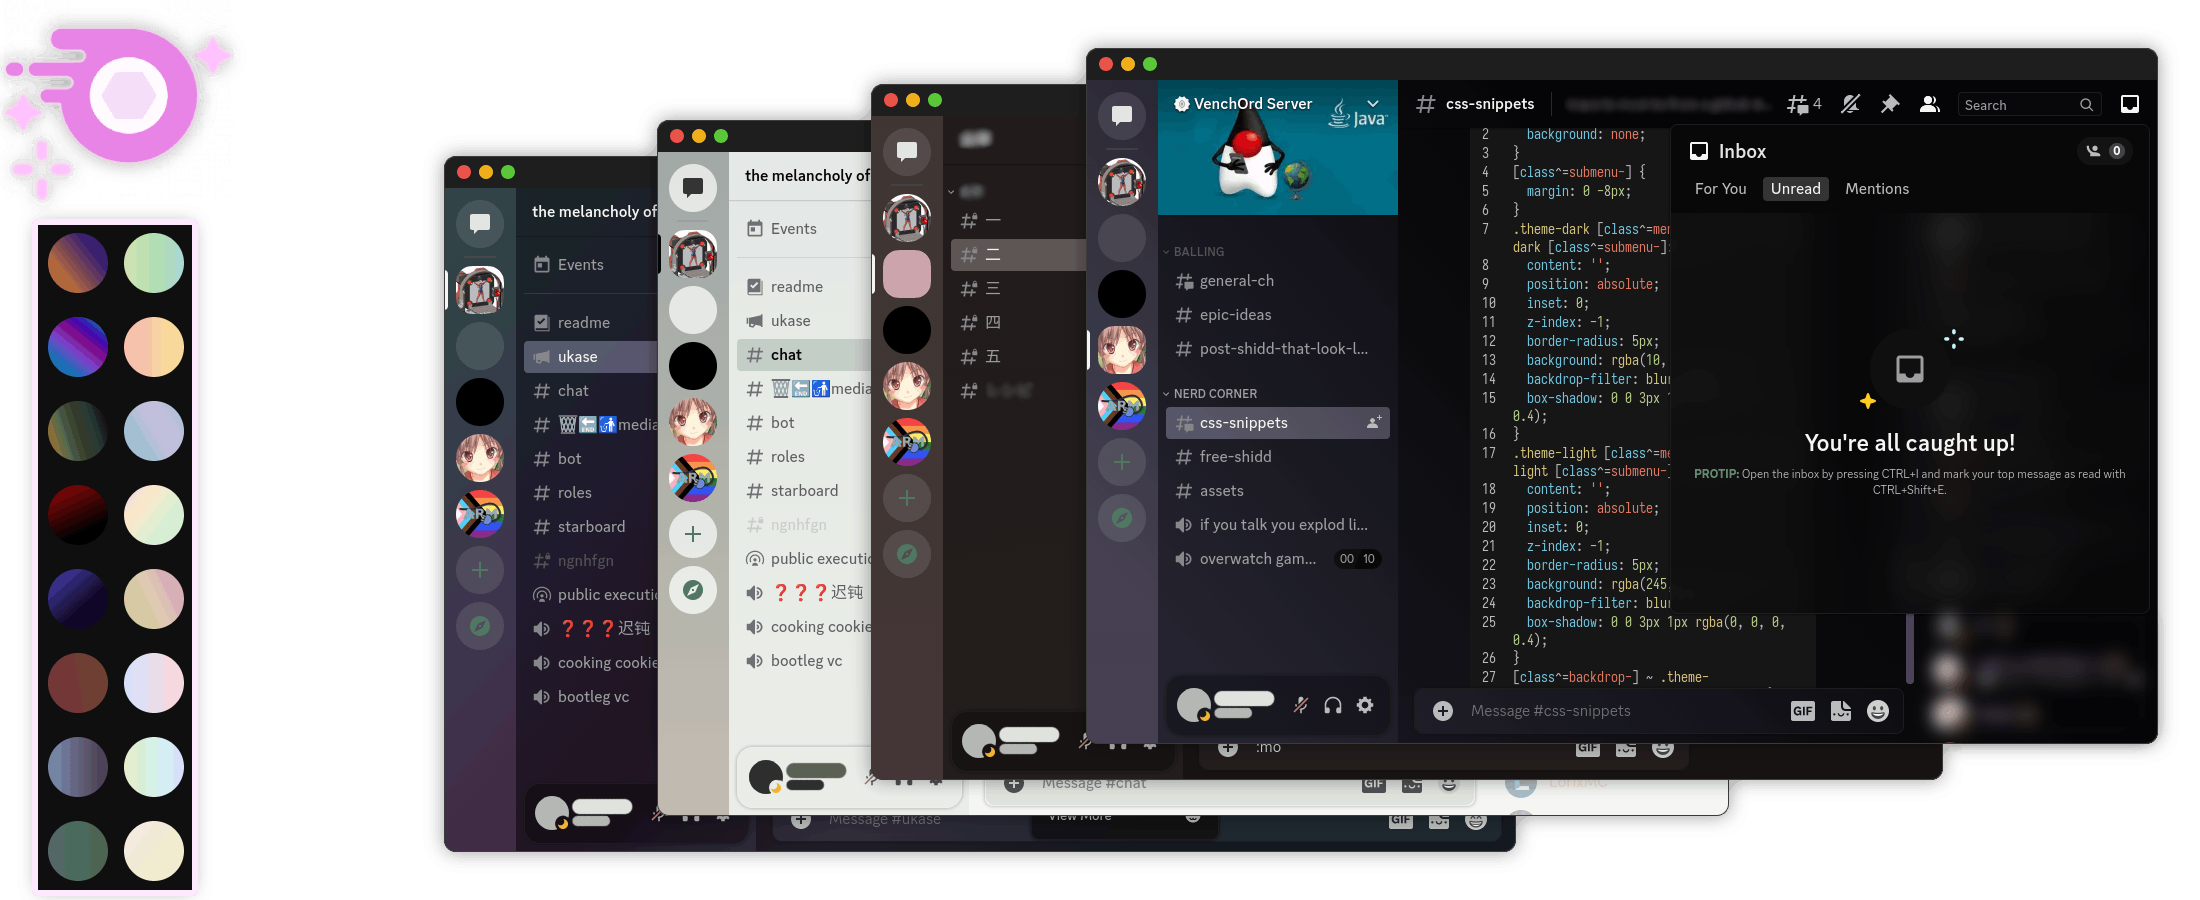 the melancholy of
Events
readme
ukase
chat
media
bot
roles
starboard
ngnhfgn
public executi
❓❓❓迟钝
cooking cookie
bootleg vc
Message #ukase
View More
GIF
the melancholy of
Events
readme
ukase
chat
media
bot
roles
starboard
ngnhfgn
public executi
❓❓❓迟钝
cooking cookie
bootleg vc
Message #chat
GIF
一
二
三
四
五
:mo
GIF
VenchOrd Server
Java
BALLING
general-ch
epic-ideas
post-shidd-that-look-l...
NERD CORNER
css-snippets
free-shidd
assets
if you talk you explod li...
overwatch gam... 00 10
css-snippets
4
Search
2 background: none;
3 }
4 [class^=submenu-] {
5 margin: 0 -8px;
6 }
7 .theme-dark [class^=me
dark [class^=submenu-]
8 content: '';
9 position: absolute;
10 inset: 0;
11 z-index: -1;
12 border-radius: 5px;
13 background: rgba(10,
14 backdrop-filter: blu
15 box-shadow: 0 0 3px 1
0.4);
16 }
17 .theme-light [class^=me
light [class^=submenu-]
18 content: '';
19 position: absolute;
20 inset: 0;
21 z-index: -1;
22 border-radius: 5px;
23 background: rgba(245,
24 backdrop-filter: blu
25 box-shadow: 0 0 3px 1px rgba(0, 0, 0,
0.4);
26 }
27 [class^=backdrop-] ~ .theme-
Message #css-snippets
GIF
Inbox
0
For You Unread Mentions
You're all caught up!
PROTIP: Open the inbox by pressing CTRL+I and mark your top message as read with
CTRL+Shift+E.